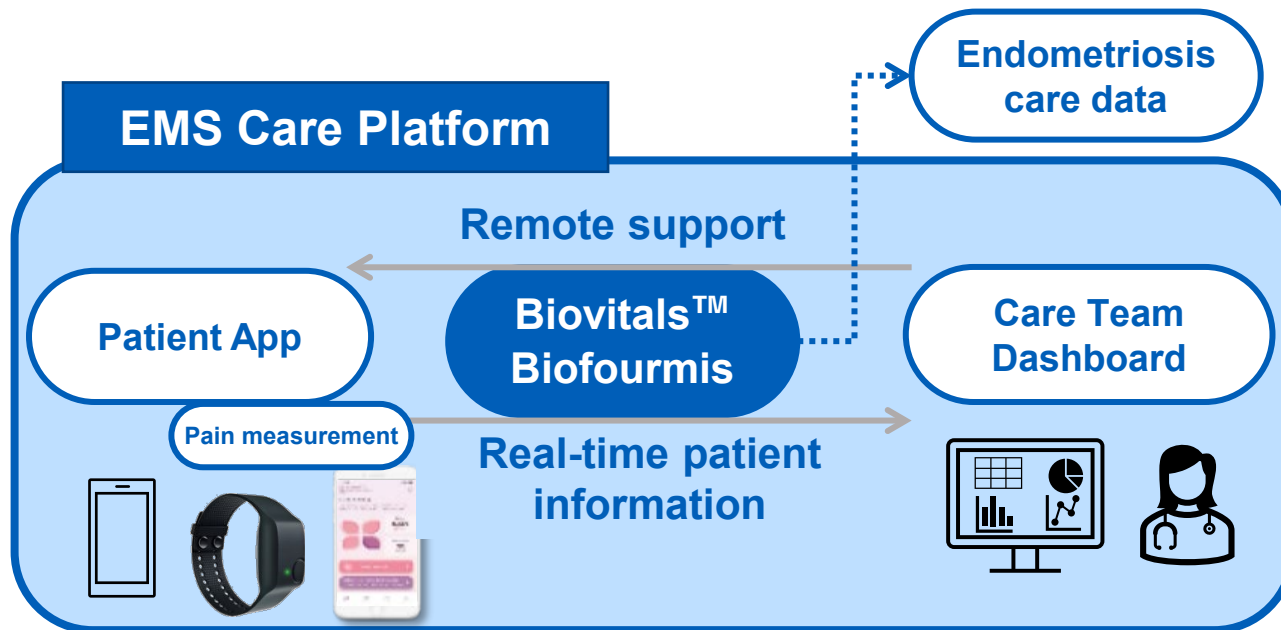 Endometriosis
care data
EMS Care Platform
Remote support
Patient App
Biovitals™
Biofourmis
Care Team
Dashboard
Pain measurement
Real-time patient
information